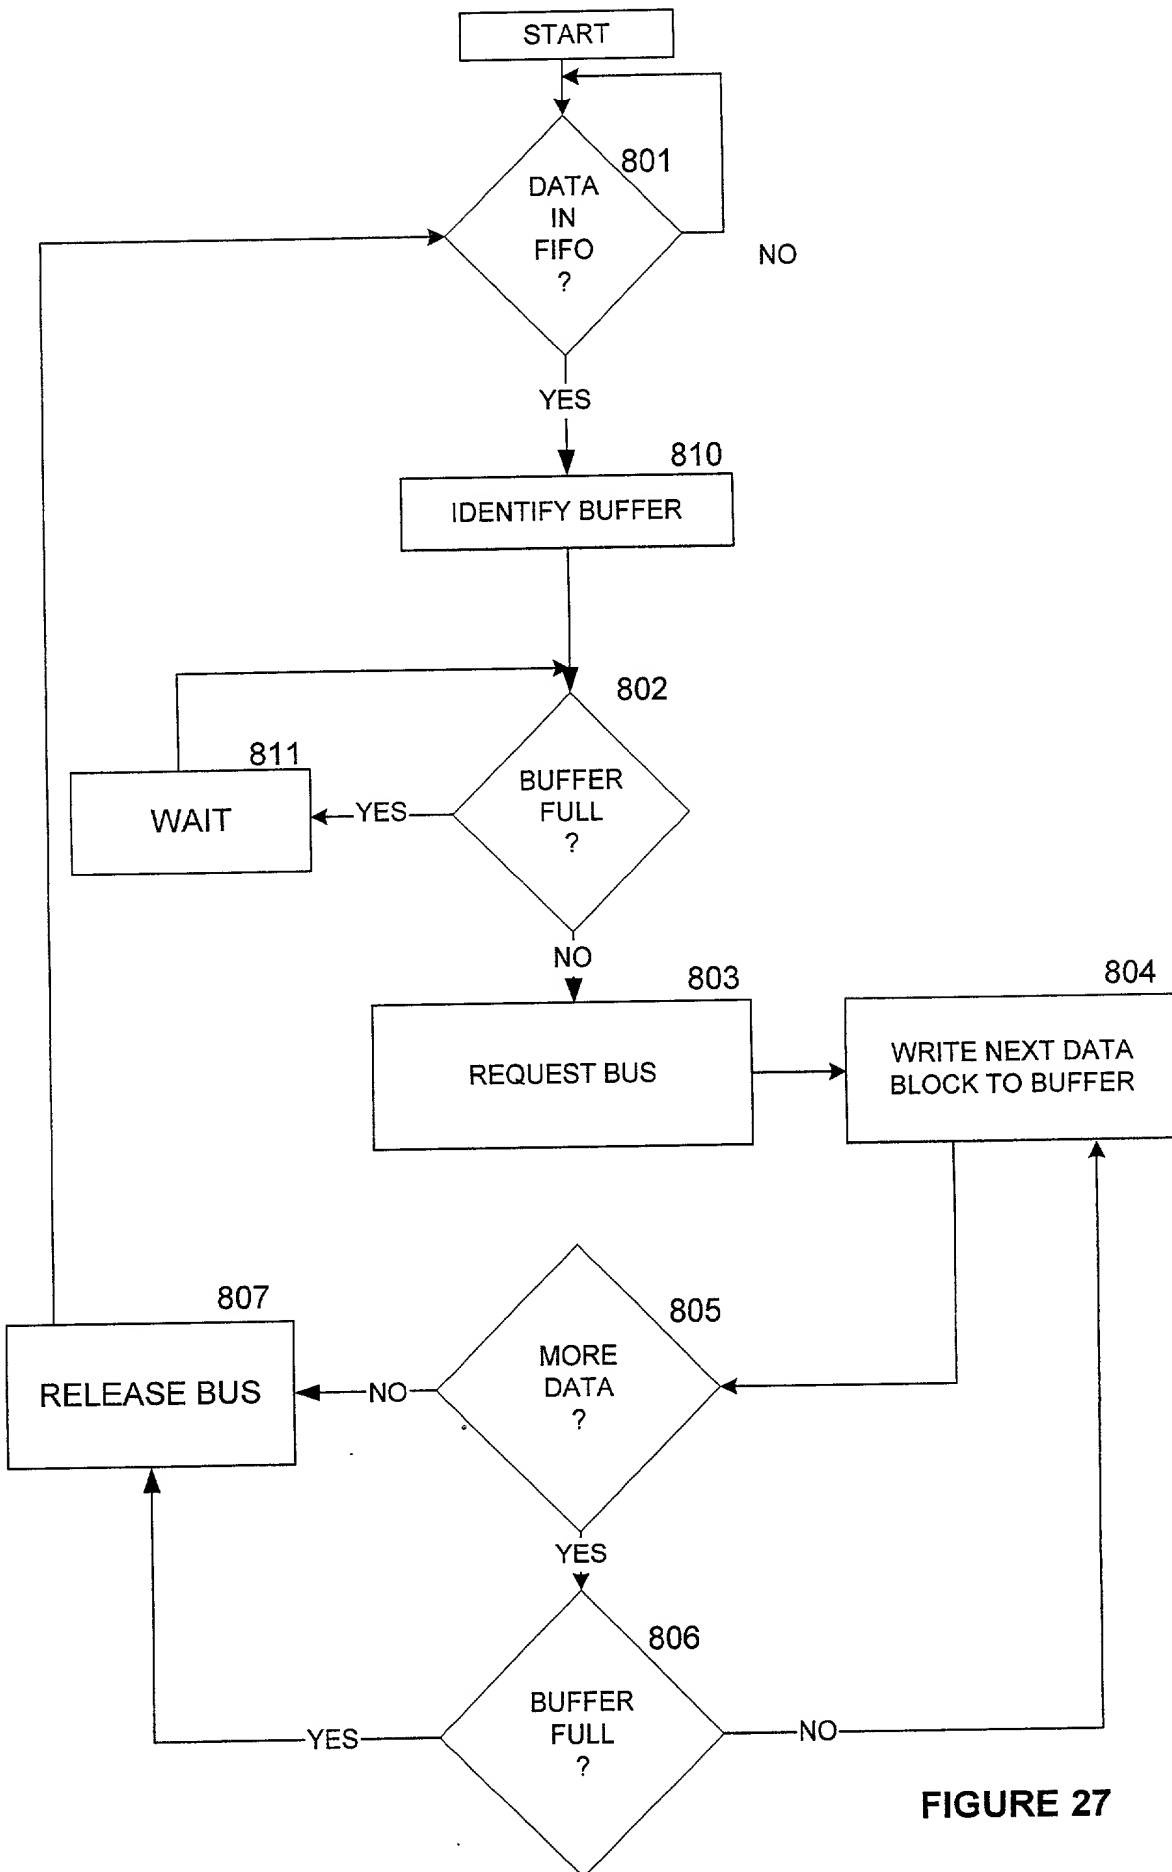 START
801
DATA
IN
FIFO
?
NO
YES
810
IDENTIFY BUFFER
802
811
BUFFER
FULL
?
WAIT
YES
NO
803
804
REQUEST BUS
WRITE NEXT DATA
BLOCK TO BUFFER
807
805
MORE
DATA
?
RELEASE BUS
NO
YES
806
BUFFER
FULL
?
YES
NO
FIGURE 27